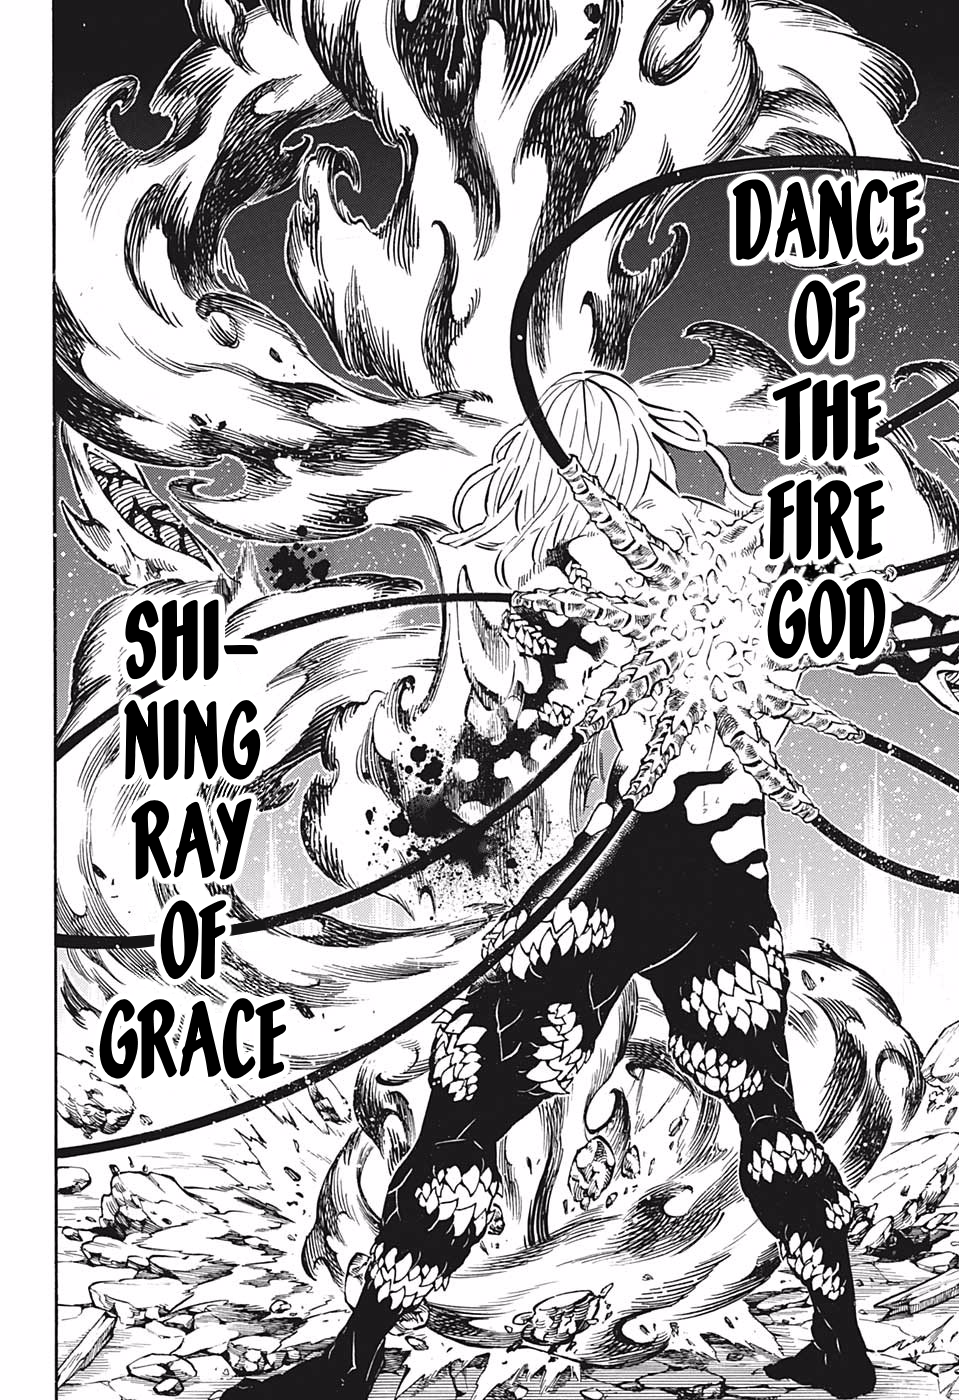 DANCE
OF
THE
FIRE
GOD
SHI-
NING
RAY
OF
GRACE